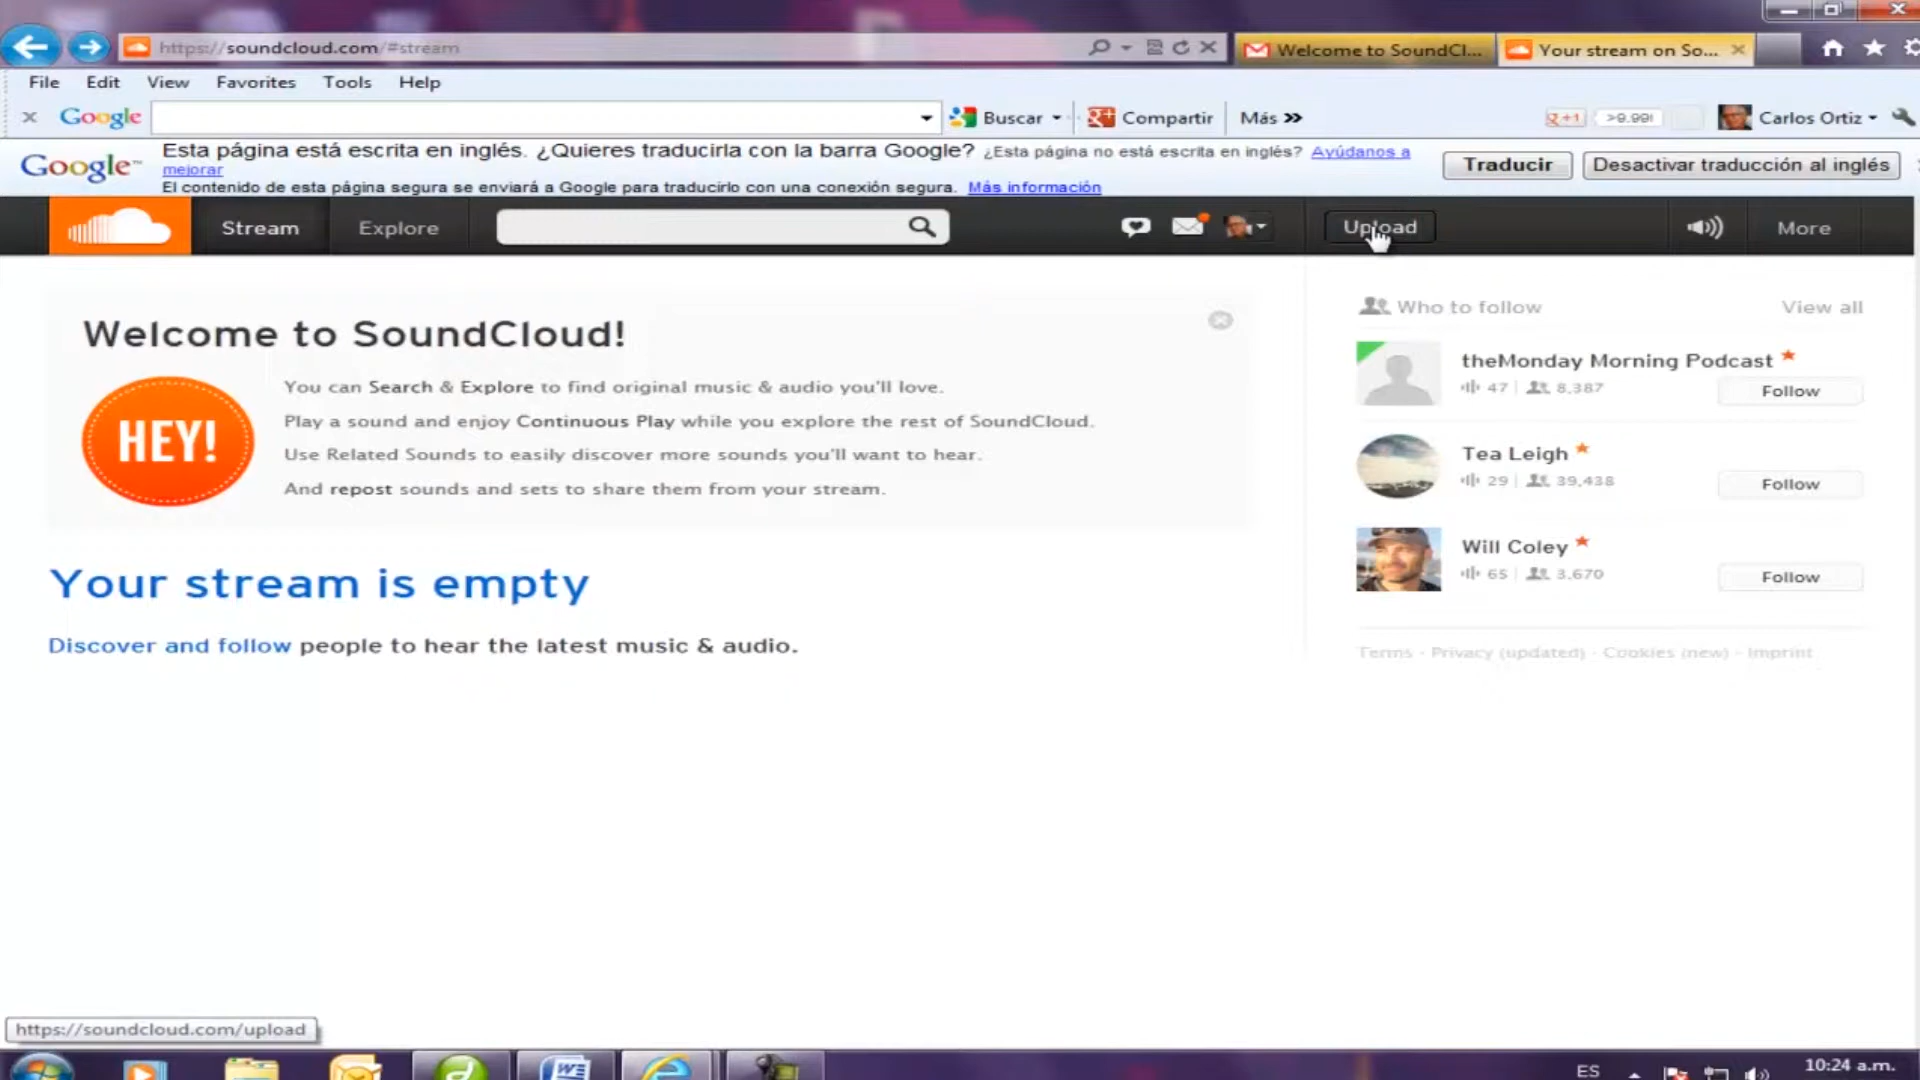 https://soundcloud.com/#stream
Welcome to SoundCl...
Your stream on So...
File Edit View Favorites Tools Help
Google Buscar Compartir Más Carlos Ortiz
Google Esta página está escrita en inglés. ¿Quieres traducirla con la barra Google? ¿Esta página no está escrita en inglés? Ayúdanos a
mejorar
El contenido de esta página segura se enviará a Google para traducirlo con una conexión segura. Más información
Traducir Desactivar traducción al inglés
Stream Explore Upload More
Welcome to SoundCloud!
HEY!
You can Search & Explore to find original music & audio you'll love.
Play a sound and enjoy Continuous Play while you explore the rest of SoundCloud.
Use Related Sounds to easily discover more sounds you'll want to hear.
And repost sounds and sets to share them from your stream.
Your stream is empty
Discover and follow people to hear the latest music & audio.
Who to follow View all
theMonday Morning Podcast
47 8,387 Follow
Tea Leigh
29 39,438 Follow
Will Coley
65 3,670 Follow
Terms - Privacy (updated) - Cookies (new) - Imprint
https://soundcloud.com/upload
ES 10:24 a.m.